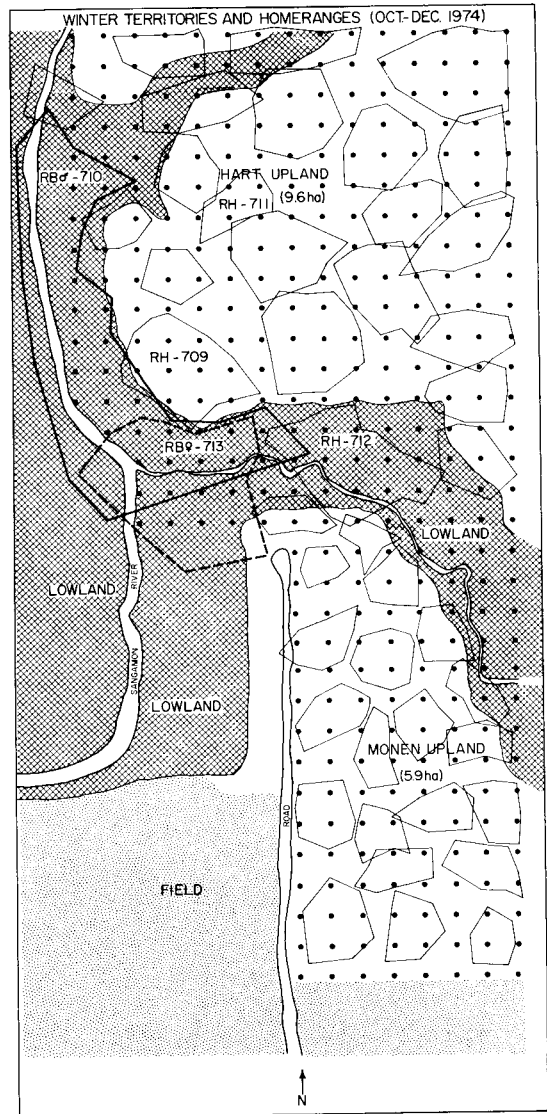 WINTER TERRITORIES AND HOMERANGES (OCT.-DEC. 1974)
RB♂-710
HART UPLAND
RH-711 (9.6ha)
RH-709
RB♀-713
RH-712
LOWLAND
LOWLAND
RIVER
SANGAMON
LOWLAND
MONEN UPLAND
(5.9ha)
ROAD
FIELD
N